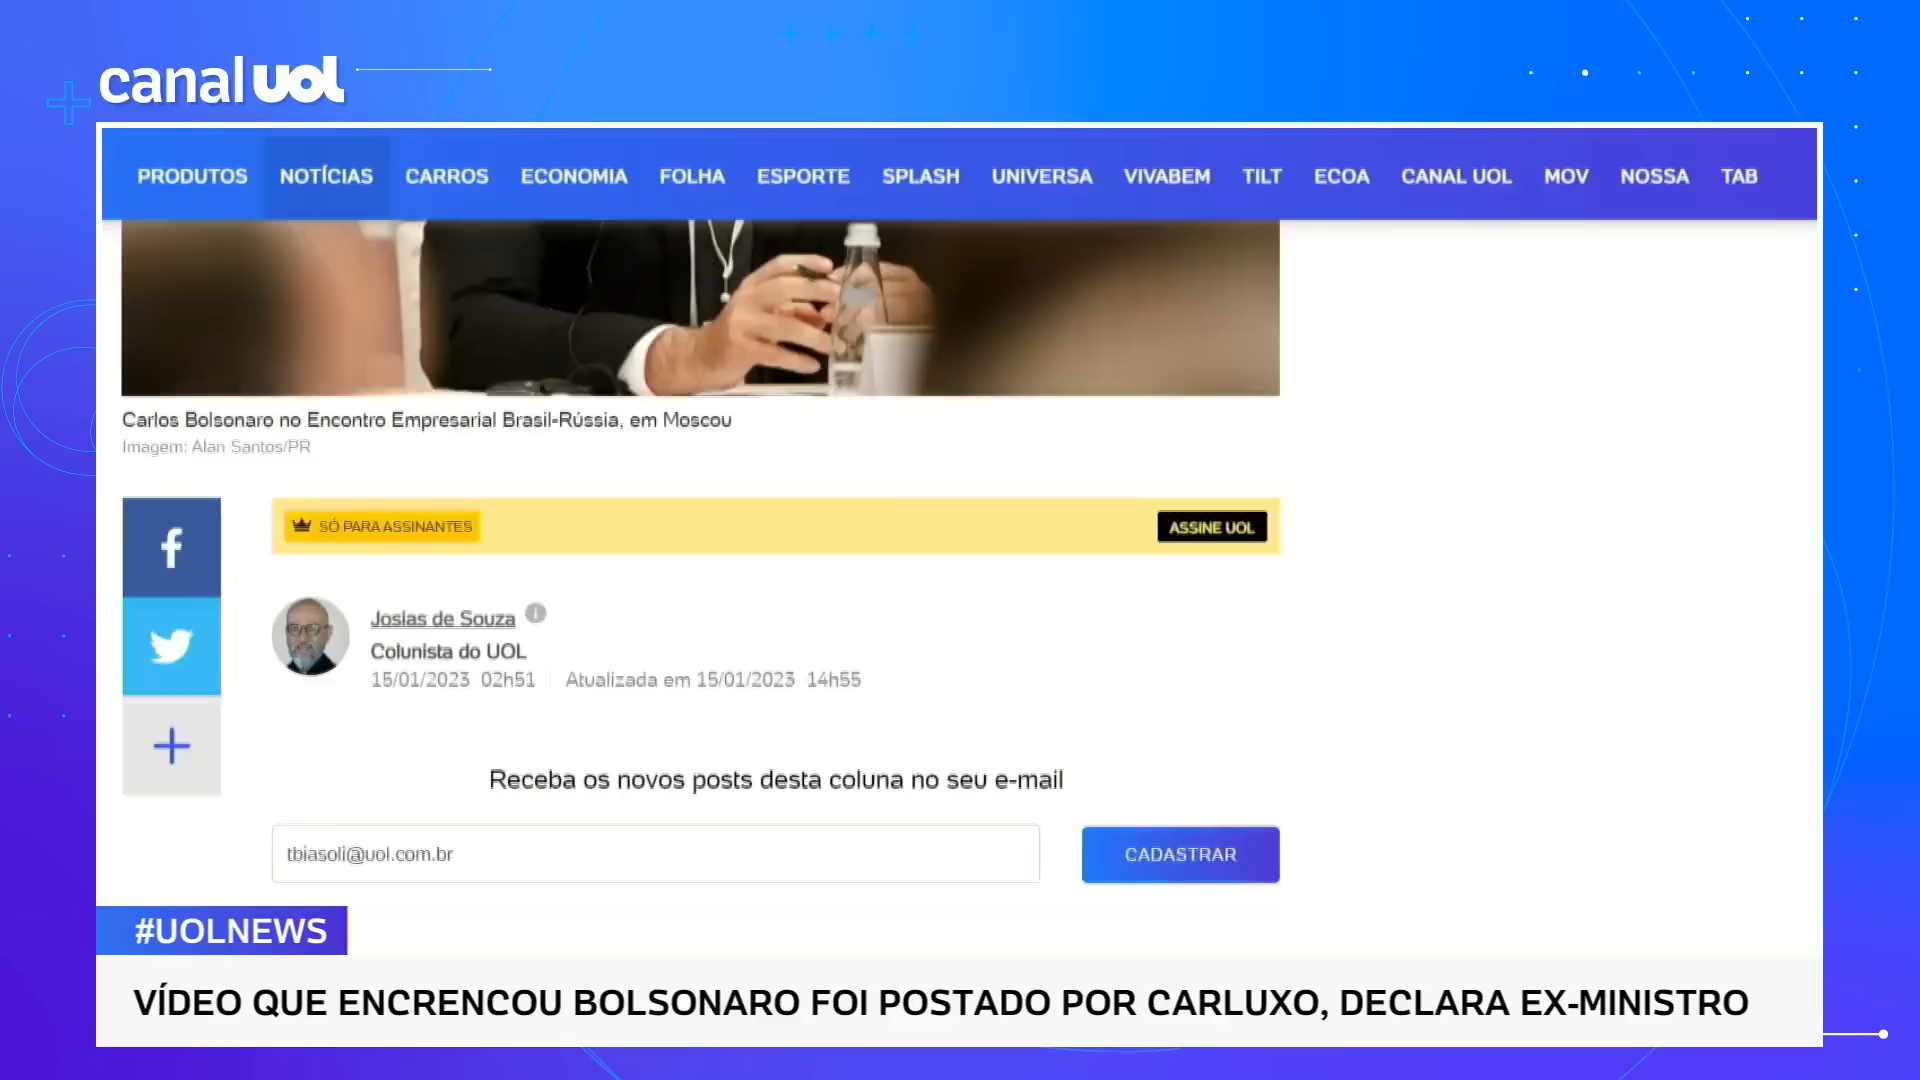 canal uol
PRODUTOS NOTÍCIAS CARROS ECONOMIA FOLHA ESPORTE SPLASH UNIVERSA VIVABEM TILT ECOA CANAL UOL MOV NOSSA TAB
Carlos Bolsonaro no Encontro Empresarial Brasil-Rússia, em Moscou
Imagem: Alan Santos/PR
SÓ PARA ASSINANTES
ASSINE UOL
Josias de Souza
Colunista do UOL
15/01/2023 02h51 Atualizada em 15/01/2023 14h55
Receba os novos posts desta coluna no seu e-mail
tbiasoli@uol.com.br
CADASTRAR
#UOLNEWS
VÍDEO QUE ENCRENCOU BOLSONARO FOI POSTADO POR CARLUXO, DECLARA EX-MINISTRO